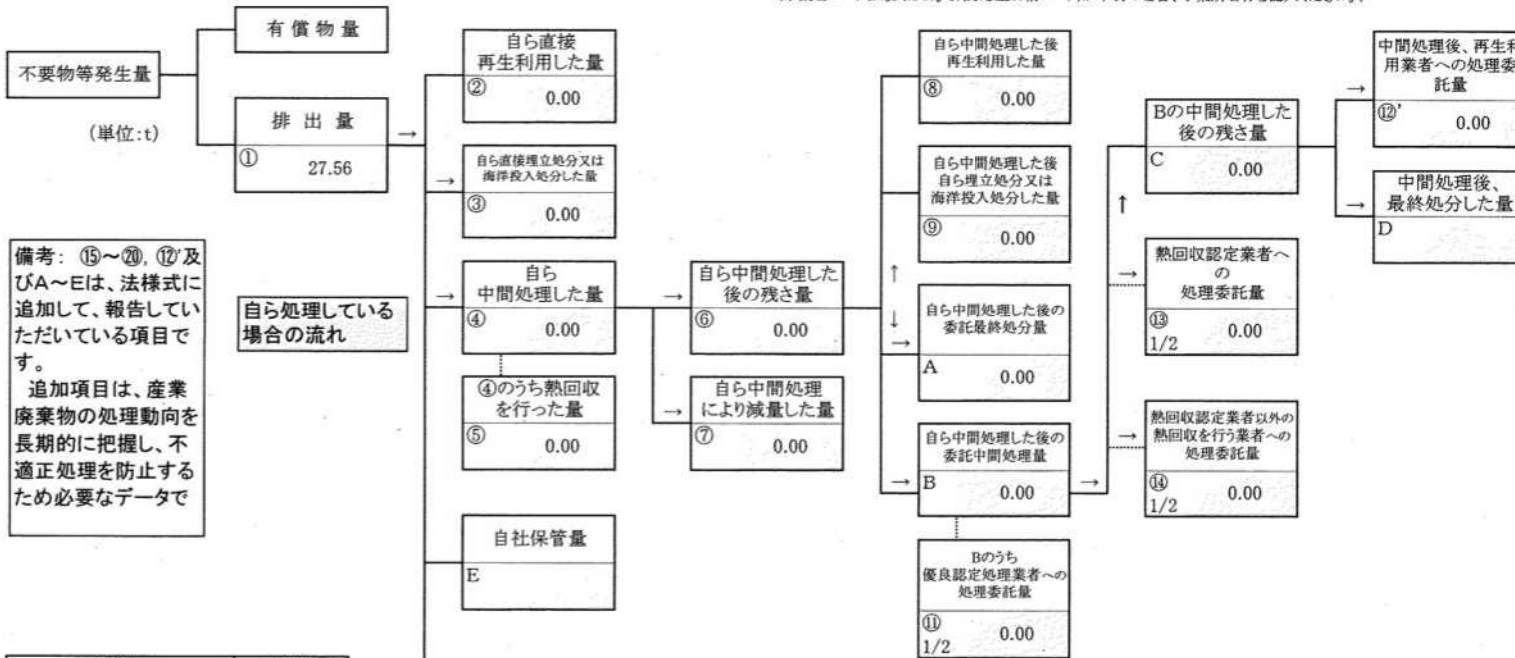 不要物等発生量
(単位:t)
有償物量
排出量
①
27.56
→
備考: ⑮~⑳, ⑫'及
びA~Eは、法様式に
追加して、報告してい
ただいている項目で
す。
追加項目は、産業
廃棄物の処理動向を
長期的に把握し、不
適正処理を防止する
ため必要なデータで
自ら処理している
場合の流れ
自ら直接
再生利用した量
②
0.00
→
自ら直接埋立処分又は
海洋投入処分した量
③
0.00
→
自ら
中間処理した量
④
0.00
④のうち熱回収
を行った量
⑤
0.00
自社保管量
E
→
自ら中間処理した
後の残さ量
⑥
0.00
→
自ら中間処理
により減量した量
⑦
0.00
自ら中間処理した後
再生利用した量
⑧
0.00
自ら中間処理した後
自ら埋立処分又は
海洋投入処分した量
⑨
0.00
↑
↓
→
自ら中間処理した後の
委託最終処分量
A
0.00
→
自ら中間処理した後の
委託中間処理量
B
0.00
→
Bのうち
優良認定処理業者への
処理委託量
⑪
1/2
0.00
Bの中間処理した
後の残さ量
C
0.00
↑
→
熱回収認定業者へ
の
処理委託量
⑬
1/2
0.00
→
熱回収認定業者以外の
熱回収を行う業者への
処理委託量
⑭
1/2
0.00
→
中間処理後、再生利
用業者への処理委
託量
⑫'
0.00
→
中間処理後、
最終処分した量
D